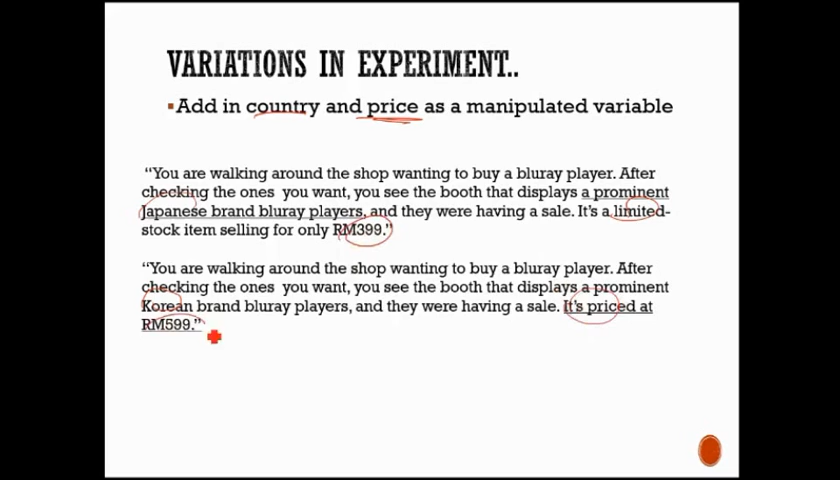 VARIATIONS IN EXPERIMENT..
▪Add in country and price as a manipulated variable
“You are walking around the shop wanting to buy a bluray player. After
checking the ones you want, you see the booth that displays a prominent
Japanese brand bluray players, and they were having a sale. It’s a limited-
stock item selling for only RM399.”
“You are walking around the shop wanting to buy a bluray player. After
checking the ones you want, you see the booth that displays a prominent
Korean brand bluray players, and they were having a sale. It’s priced at
RM599.”